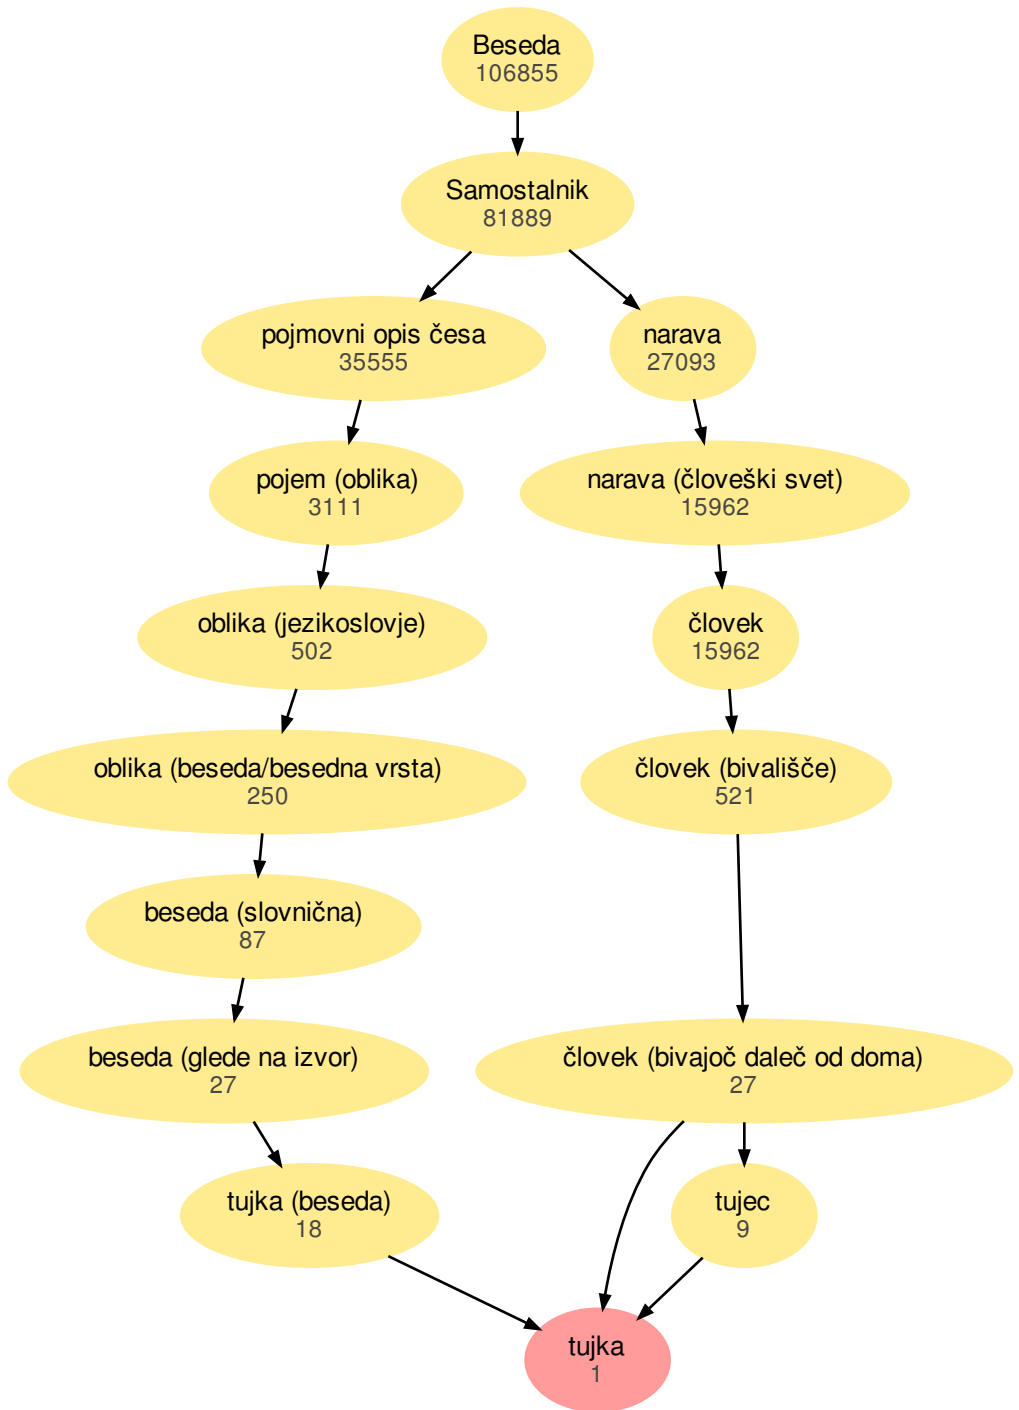 Beseda
106855
Samostalnik
81889
pojmovni opis česa
35555
narava
27093
pojem (oblika)
3111
narava (človeški svet)
15962
oblika (jezikoslovje)
502
človek
15962
oblika (beseda/besedna vrsta)
250
človek (bivališče)
521
beseda (slovnična)
87
beseda (glede na izvor)
27
človek (bivajoč daleč od doma)
27
tujka (beseda)
18
tujec
9
tujka
1